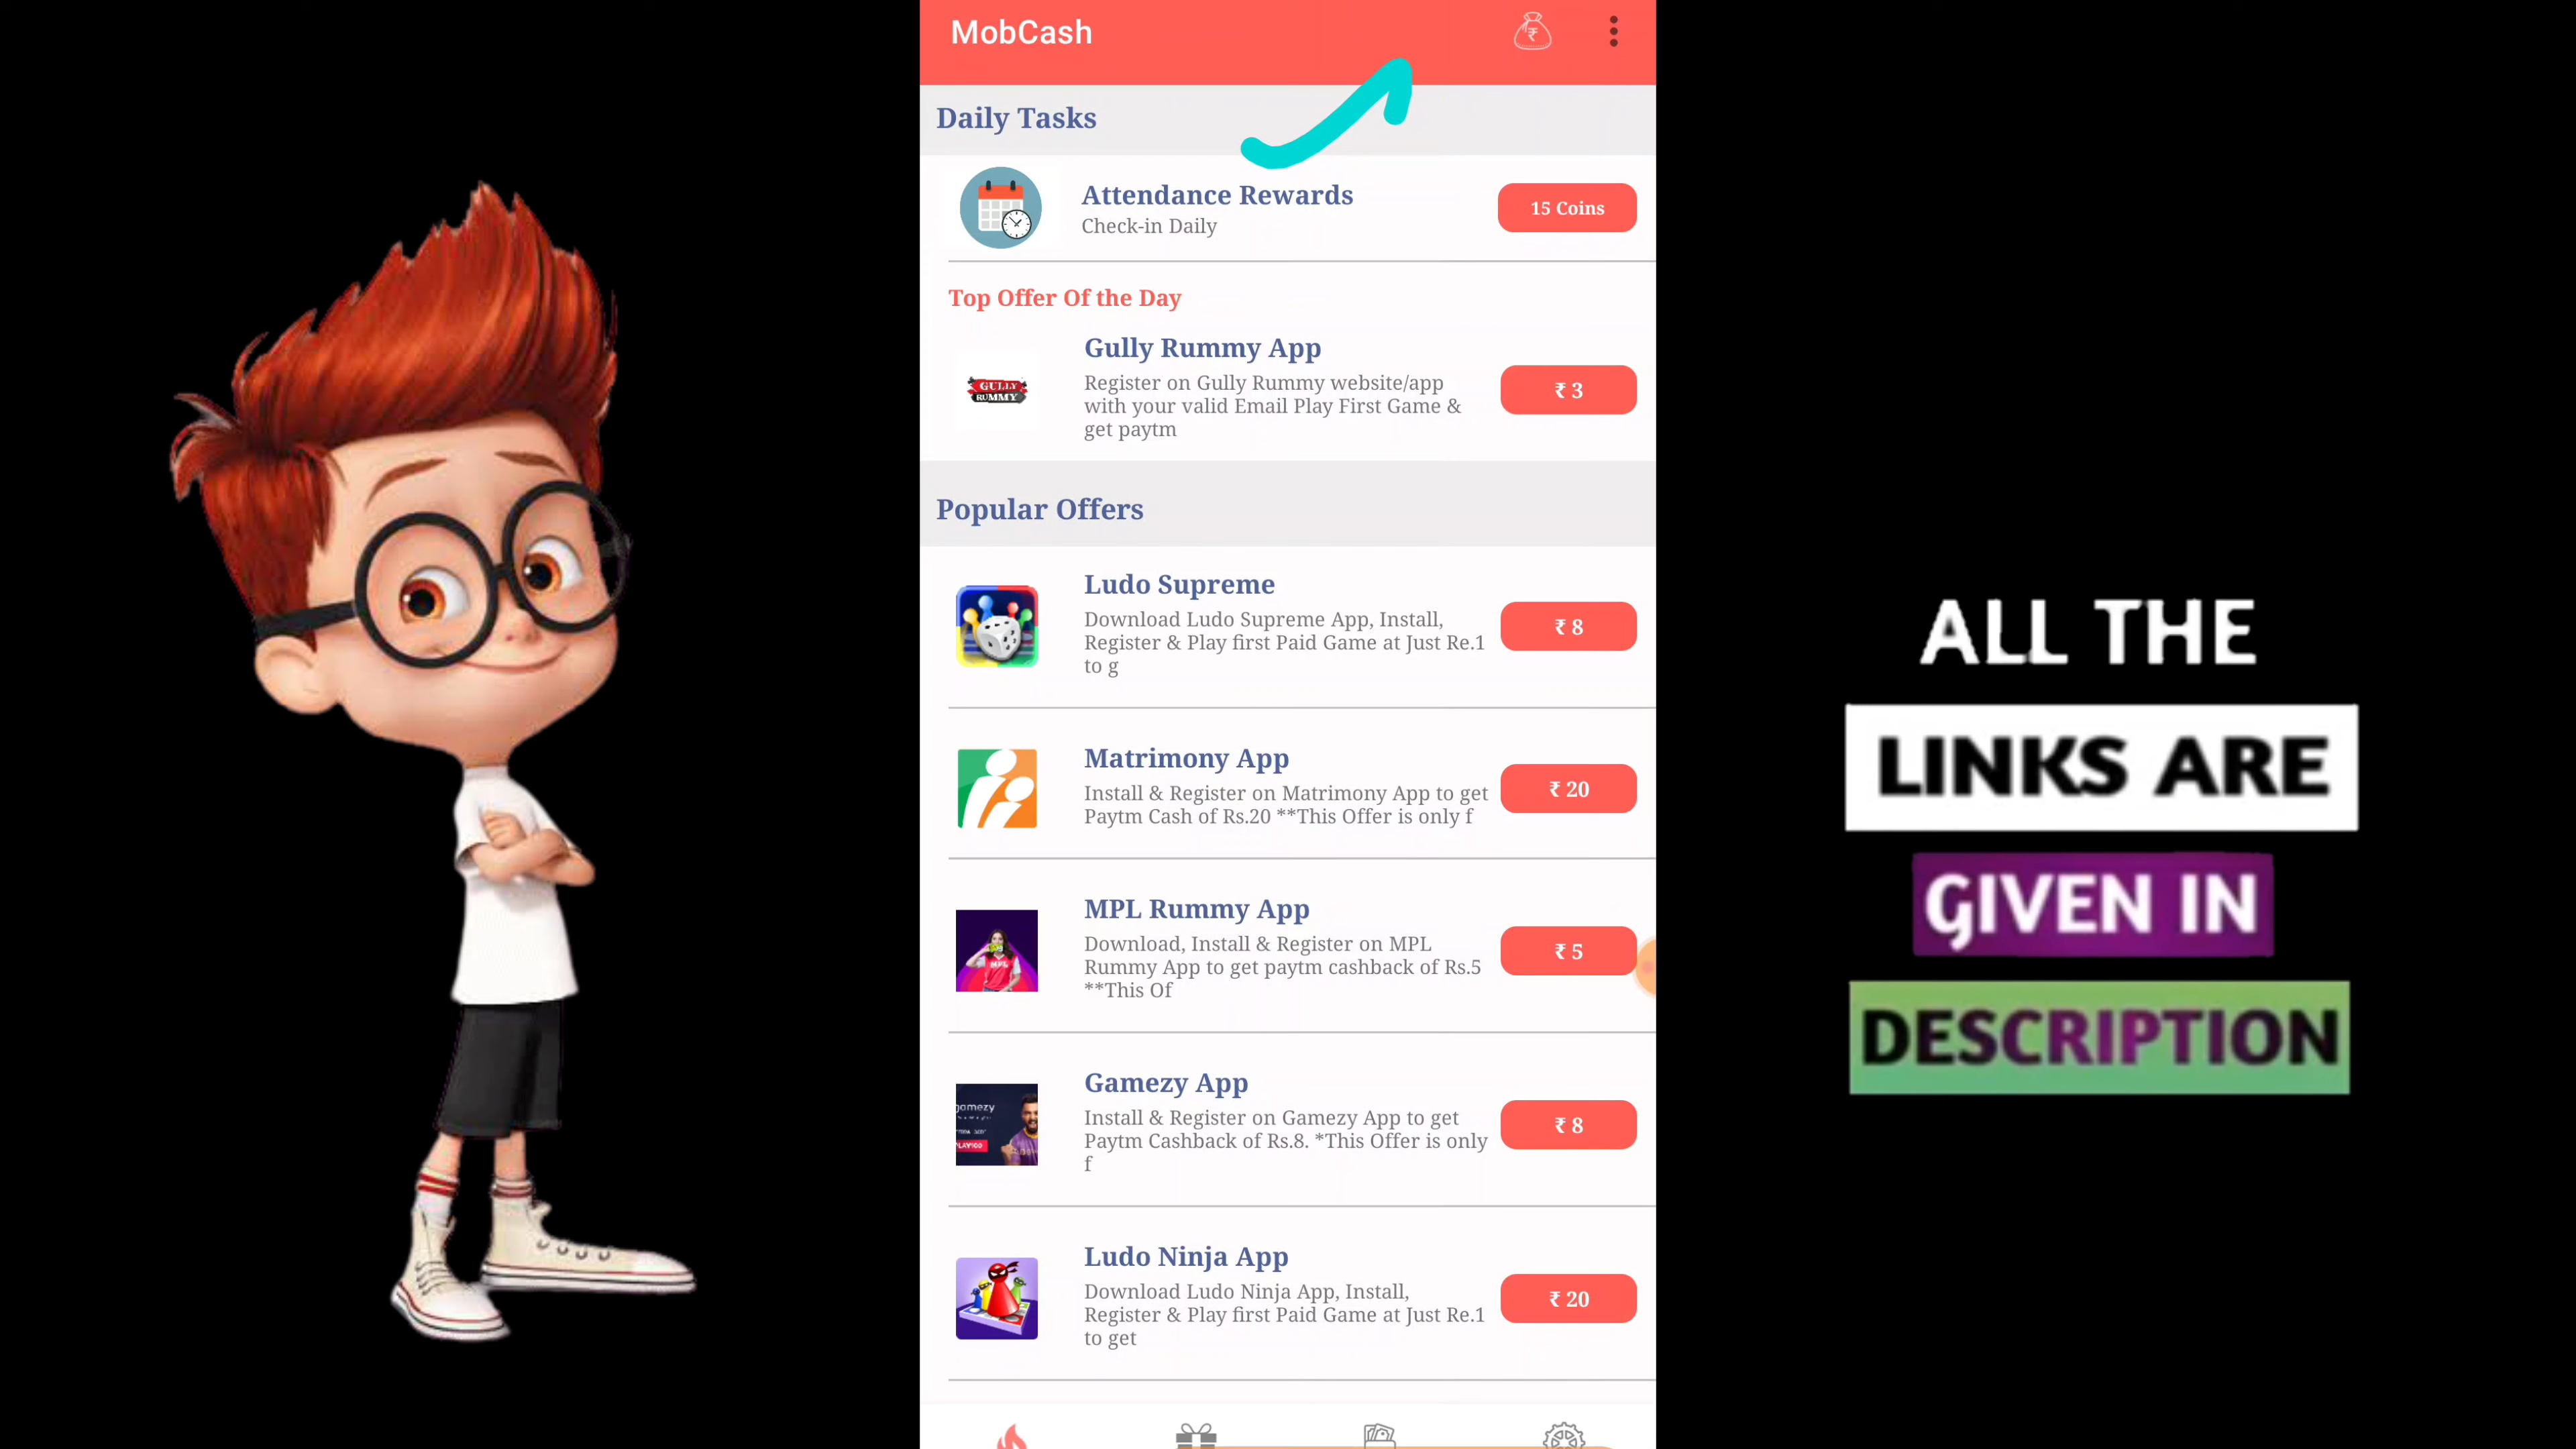 MobCash
Daily Tasks
Attendance Rewards
Check-in Daily
15 Coins
Top Offer Of the Day
Gully Rummy App
GULLY
RUMMY
Register on Gully Rummy website/app
with your valid Email Play First Game &
get paytm
₹ 3
Popular Offers
Ludo Supreme
Download Ludo Supreme App, Install,
Register & Play first Paid Game at Just Re.1
to g
₹ 8
Matrimony App
Install & Register on Matrimony App to get
Paytm Cash of Rs.20 **This Offer is only f
₹ 20
MPL Rummy App
MPL
Download, Install & Register on MPL
Rummy App to get paytm cashback of Rs.5
**This Of
₹ 5
Gamezy App
gamezy
Install & Register on Gamezy App to get
Paytm Cashback of Rs.8. *This Offer is only
f
₹ 8
Ludo Ninja App
Download Ludo Ninja App, Install,
Register & Play first Paid Game at Just Re.1
to get
₹ 20
ALL THE
LINKS ARE
GIVEN IN
DESCRIPTION